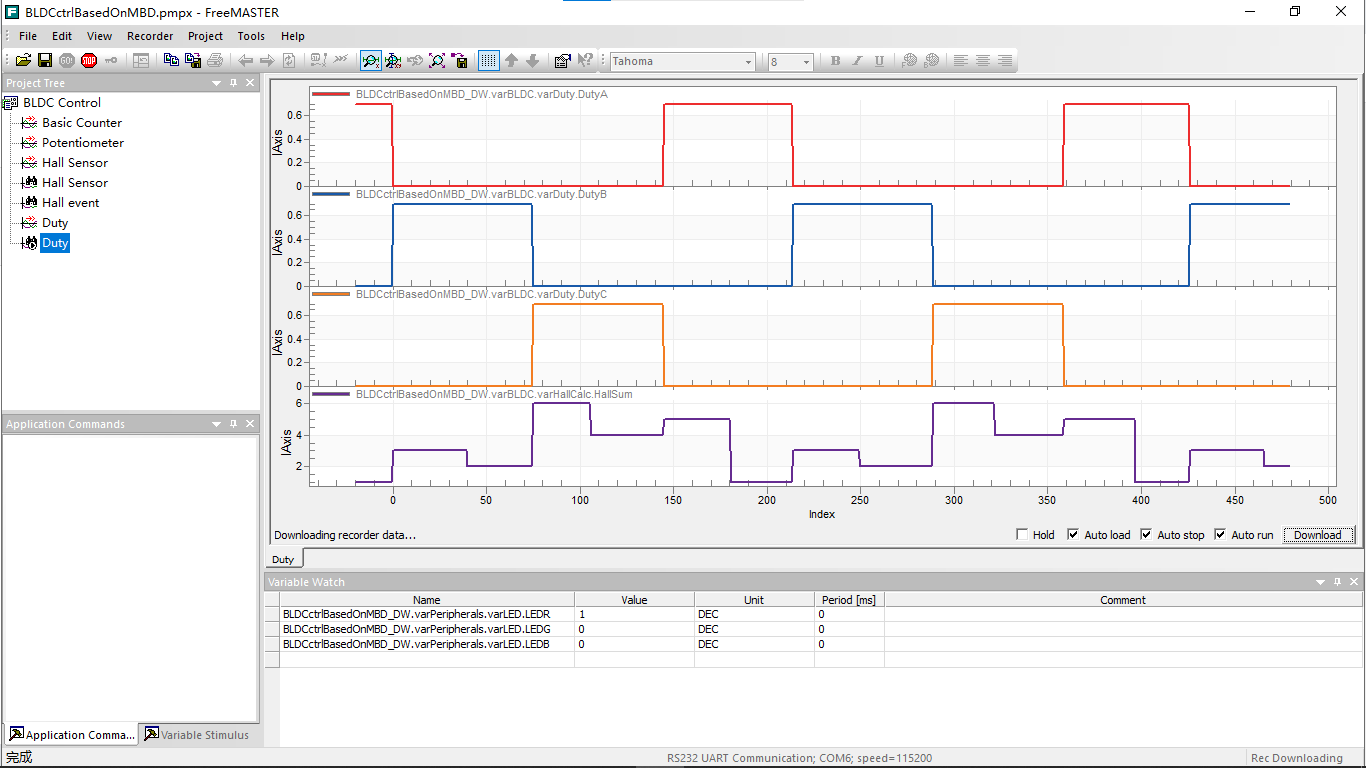 BLDCctrlBasedOnMBD.pmpx - FreeMASTER
File Edit View Recorder Project Tools Help
GO! STOP Tahoma 8 B I U
Project Tree
BLDC Control
Basic Counter
Potentiometer
Hall Sensor
Hall Sensor
Hall event
Duty
Duty
Application Commands
Application Comma... Variable Stimulus
BLDCctrlBasedOnMBD_DW.varBLDC.varDuty.DutyA
IAxis
0.6
0.4
0.2
0
BLDCctrlBasedOnMBD_DW.varBLDC.varDuty.DutyB
IAxis
0.6
0.4
0.2
0
BLDCctrlBasedOnMBD_DW.varBLDC.varDuty.DutyC
IAxis
0.6
0.4
0.2
0
BLDCctrlBasedOnMBD_DW.varBLDC.varHallCalc.HallSum
IAxis
6
4
2
0 50 100 150 200 250 300 350 400 450 500
Index
Downloading recorder data... Hold Auto load Auto stop Auto run Download
Duty
Variable Watch
Name Value Unit Period [ms] Comment
BLDCctrlBasedOnMBD_DW.varPeripherals.varLED.LEDR 1 DEC 0
BLDCctrlBasedOnMBD_DW.varPeripherals.varLED.LEDG 0 DEC 0
BLDCctrlBasedOnMBD_DW.varPeripherals.varLED.LEDB 0 DEC 0
完成 RS232 UART Communication; COM6; speed=115200 Rec Downloading